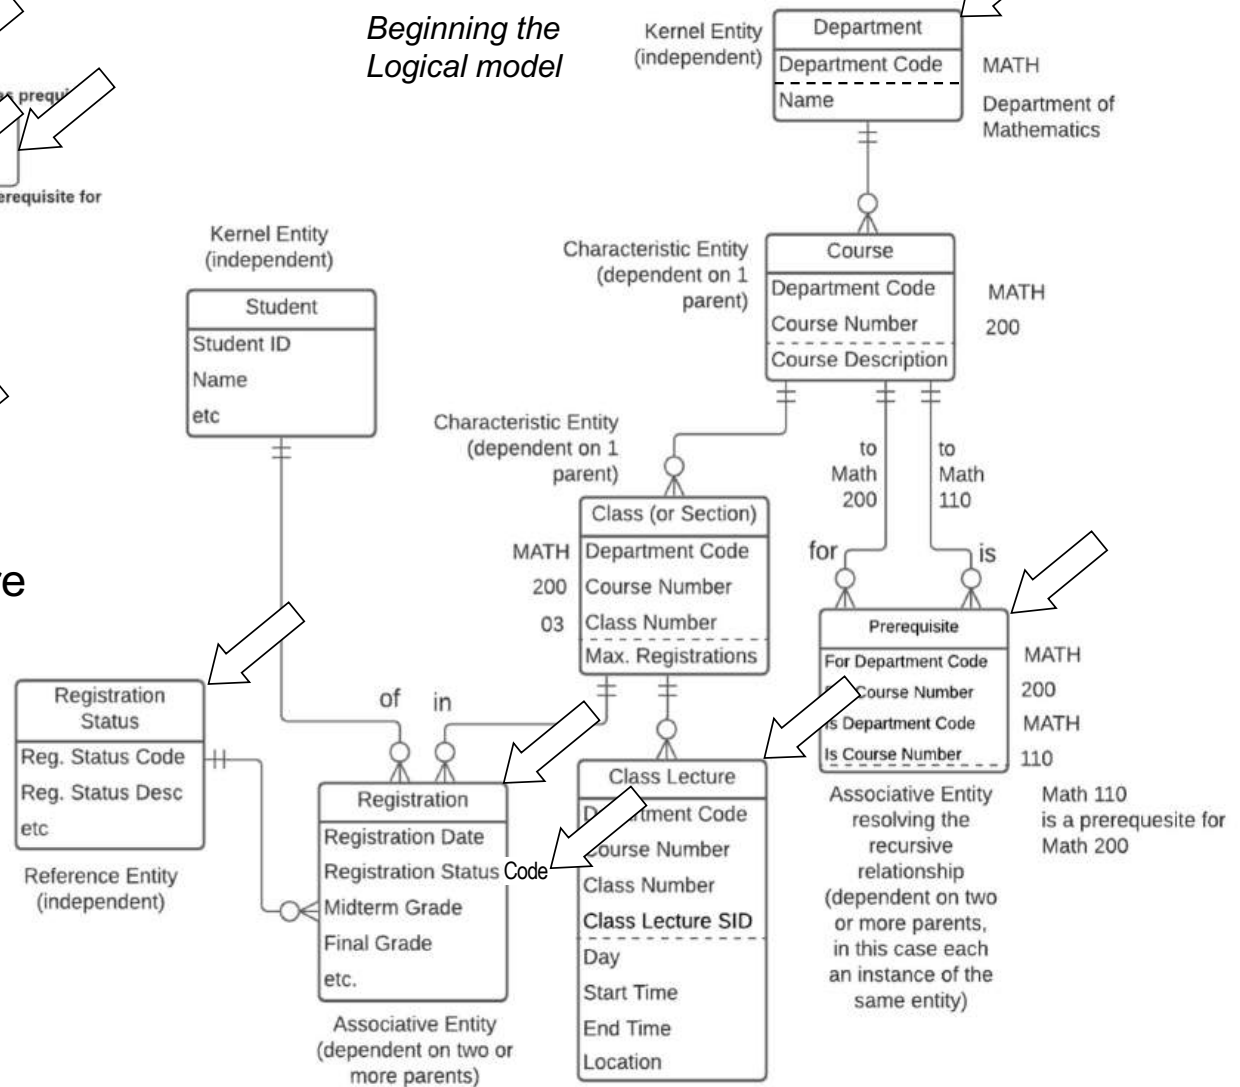 Beginning the
Logical model
as prequi
erequisite for
re
Kernel Entity
(independent)
Department
Department Code
Name
MATH
Department of
Mathematics
Characteristic Entity
(dependent on 1
parent)
Course
Department Code
Course Number
Course Description
MATH
200
Kernel Entity
(independent)
Student
Student ID
Name
etc
Characteristic Entity
(dependent on 1
parent)
Class (or Section)
MATH
200
03
Department Code
Course Number
Class Number
Max. Registrations
to
Math
200
to
Math
110
for
is
Prerequisite
For Department Code
Course Number
Is Department Code
Is Course Number
MATH
200
MATH
110
Associative Entity
resolving the
recursive
relationship
(dependent on two
or more parents,
in this case each
an instance of the
same entity)
Math 110
is a prerequesite for
Math 200
Registration
Status
Reg. Status Code
Reg. Status Desc
etc
Reference Entity
(independent)
of
in
Registration
Registration Date
Registration Status Code
Midterm Grade
Final Grade
etc.
Associative Entity
(dependent on two or
more parents)
Class Lecture
Department Code
Course Number
Class Number
Class Lecture SID
Day
Start Time
End Time
Location